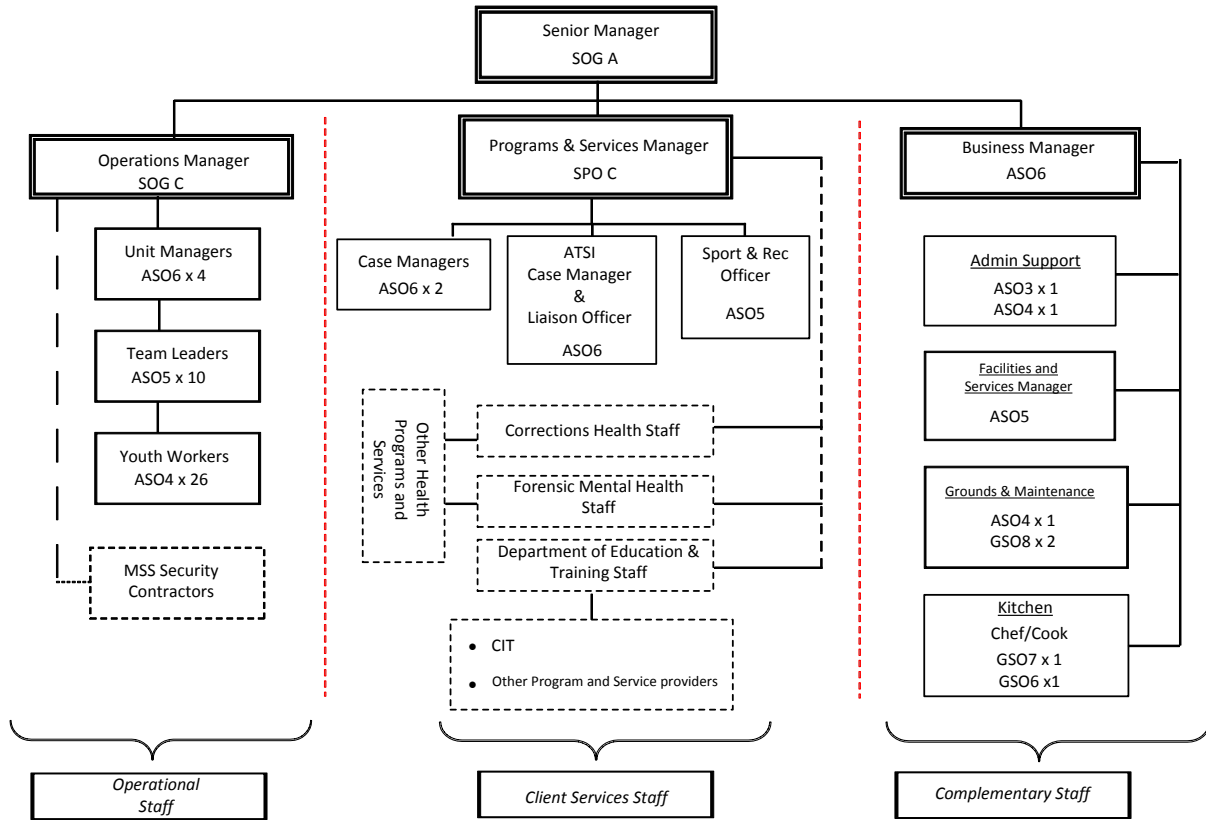 Senior Manager
SOG A
Operations Manager
SOG C
Programs & Services Manager
SPO C
Business Manager
ASO6
Unit Managers
ASO6 x 4
Team Leaders
ASO5 x 10
Youth Workers
ASO4 x 26
MSS Security
Contractors
Case Managers
ASO6 x 2
ATSI
Case Manager
&
Liaison Officer
ASO6
Sport & Rec
Officer
ASO5
Other Health
Programs and
Services
Corrections Health Staff
Forensic Mental Health
Staff
Department of Education &
Training Staff
• CIT
• Other Program and Service providers
Admin Support
ASO3 x 1
ASO4 x 1
Facilities and
Services Manager
ASO5
Grounds & Maintenance
ASO4 x 1
GSO8 x 2
Kitchen
Chef/Cook
GSO7 x 1
GSO6 x1
Operational
Staff
Client Services Staff
Complementary Staff